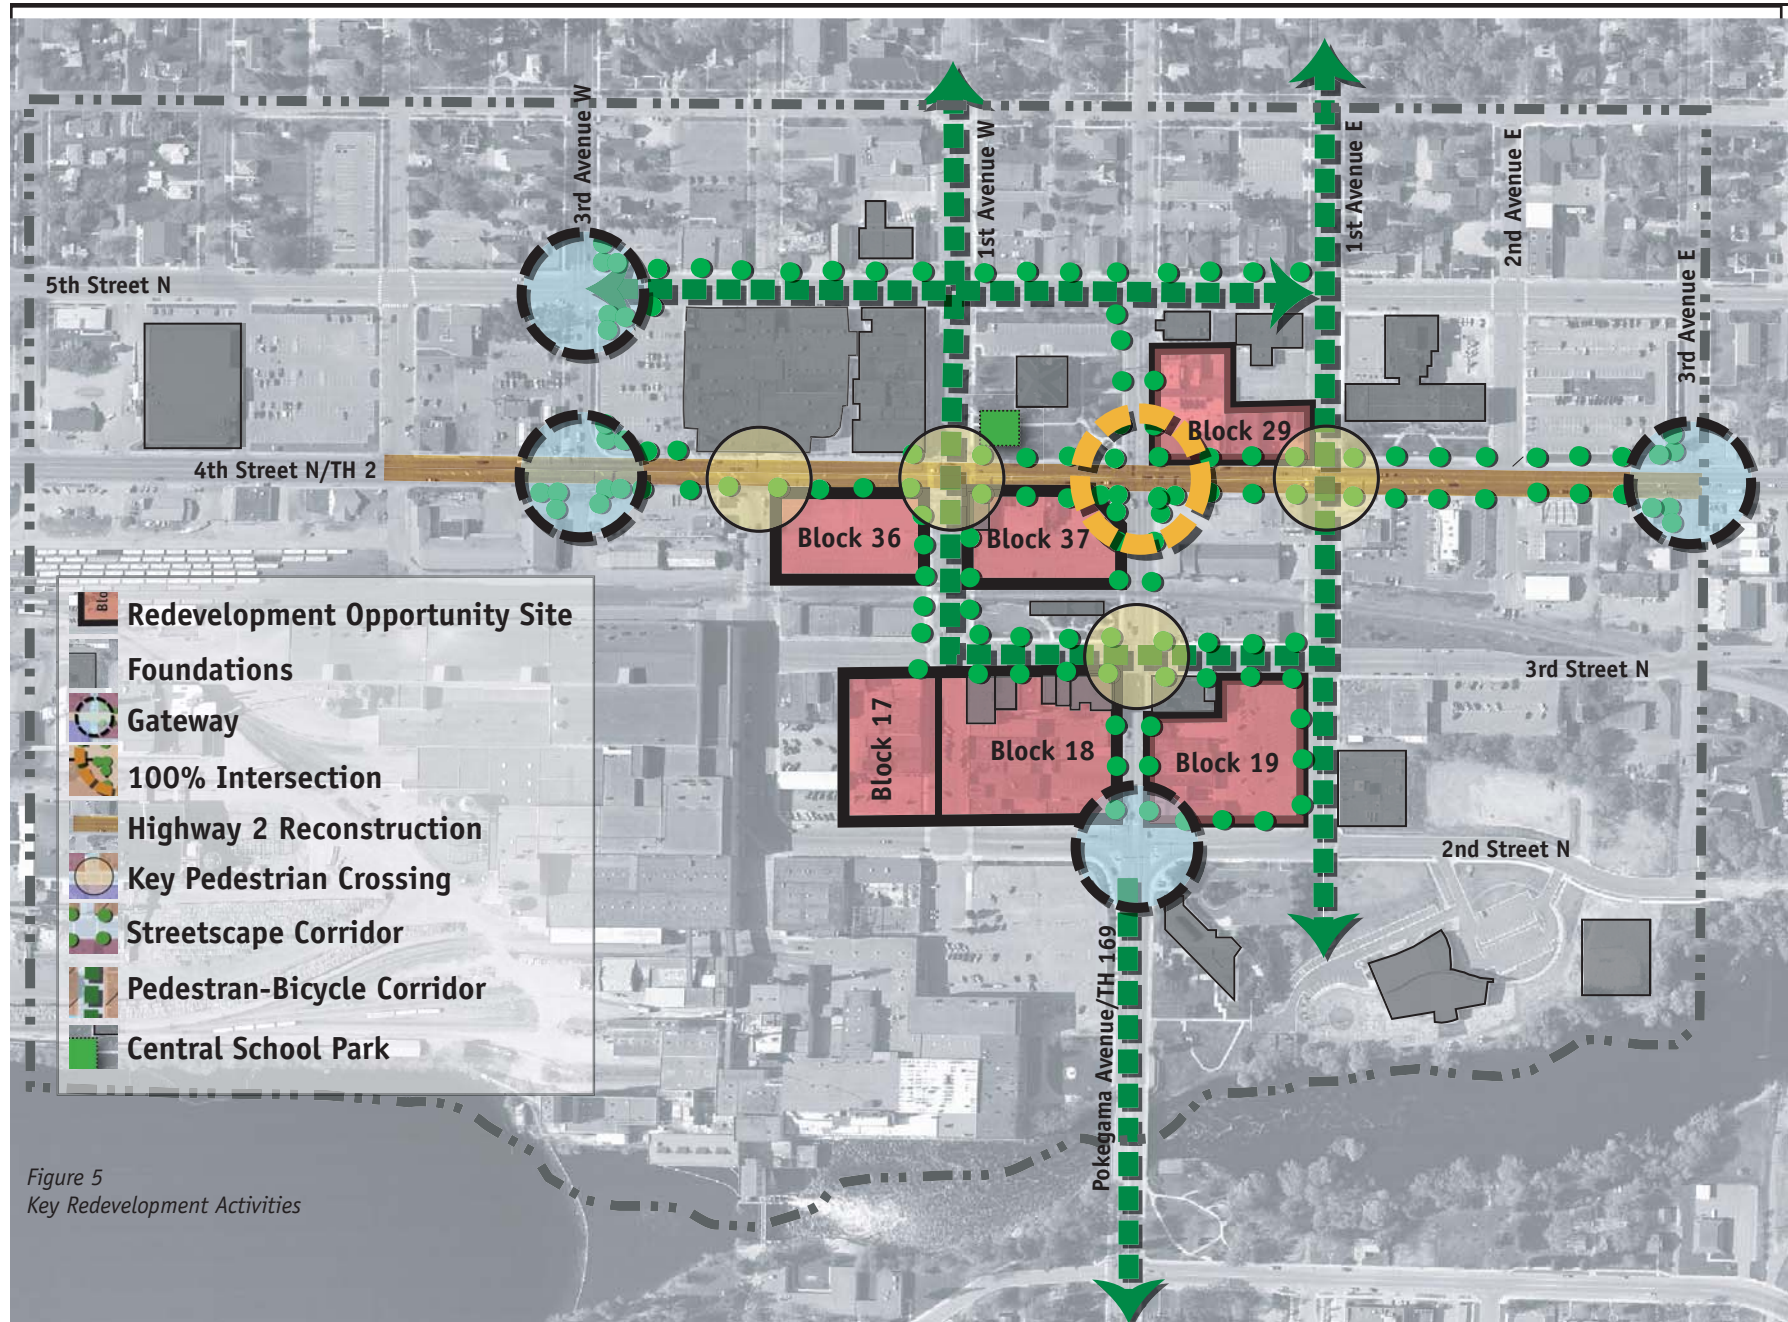 3rd Avenue W
1st Avenue W
1st Avenue E
2nd Avenue E
3rd Avenue E
5th Street N
4th Street N/TH 2
Block 29
Block 36
Block 37
3rd Street N
Block 17
Block 18
Block 19
2nd Street N
Pokegama Avenue/TH 169
Blo
Redevelopment Opportunity Site
Foundations
Gateway
100% Intersection
Highway 2 Reconstruction
Key Pedestrian Crossing
Streetscape Corridor
Pedestran-Bicycle Corridor
Central School Park
Figure 5
Key Redevelopment Activities